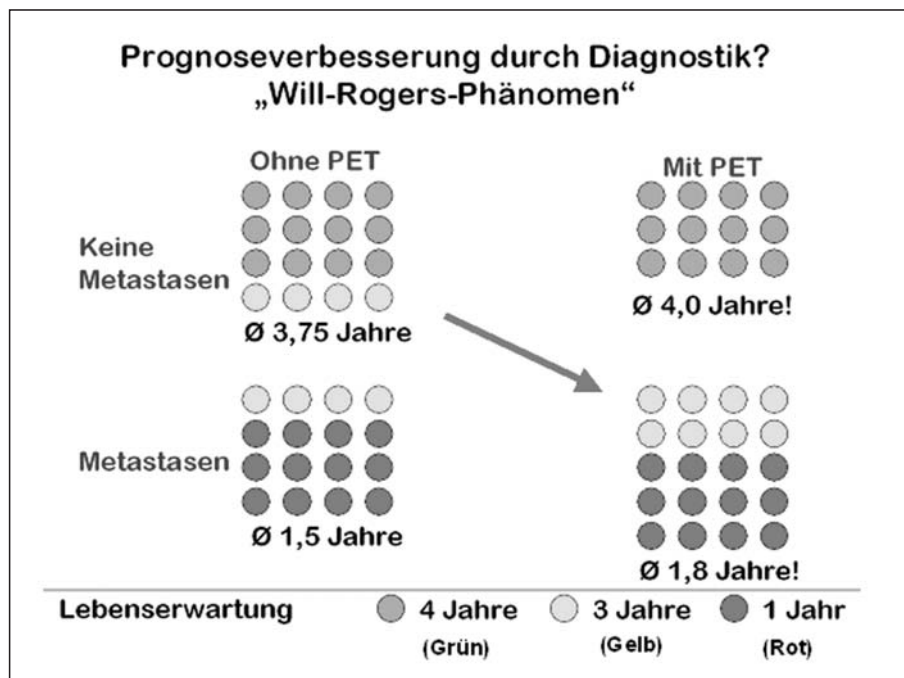 Prognoseverbesserung durch Diagnostik?
„Will-Rogers-Phänomen“
Ohne PET
Mit PET
Keine
Metastasen
Ø 3,75 Jahre
Ø 4,0 Jahre!
Metastasen
Ø 1,5 Jahre
Ø 1,8 Jahre!
Lebenserwartung
4 Jahre
(Grün)
3 Jahre
(Gelb)
1 Jahr
(Rot)